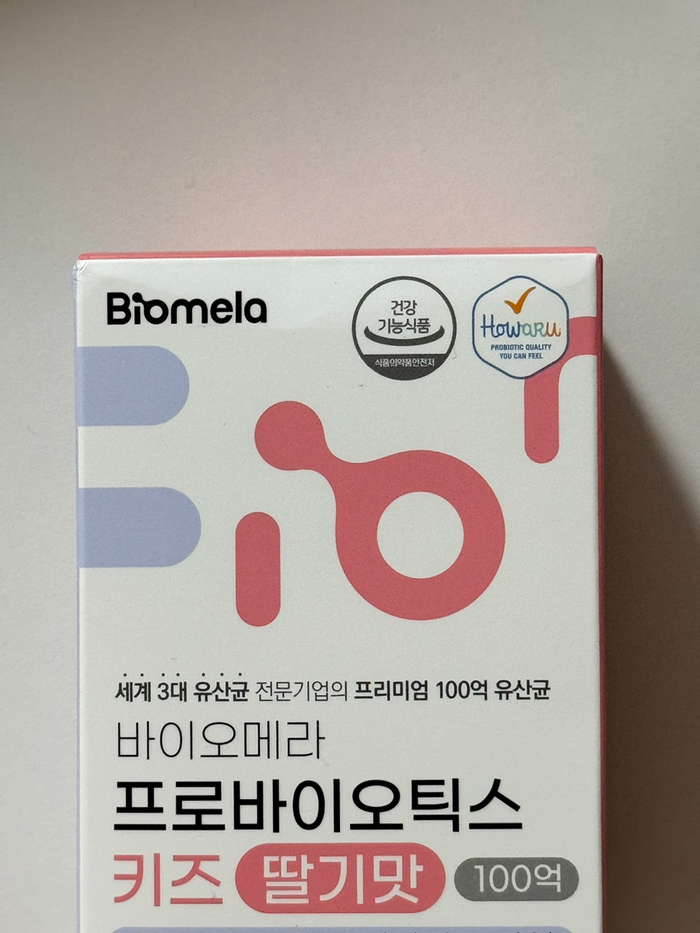 Biomela
건강
기능식품
식품의약품안전처
Howaru
PROBIOTIC QUALITY
YOU CAN FEEL
세계 3대 유산균 전문기업의 프리미엄 100억 유산균
바이오메라
프로바이오틱스
키즈 딸기맛 100억